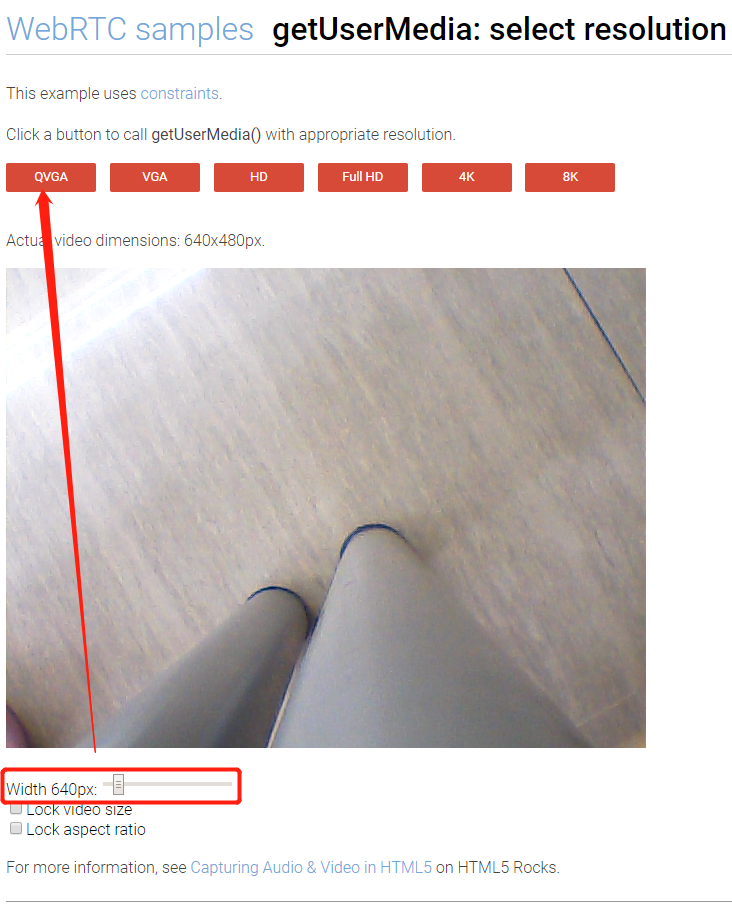 WebRTC samples getUserMedia: select resolution
This example uses constraints.
Click a button to call getUserMedia() with appropriate resolution.
QVGA VGA HD Full HD 4K 8K
Actual video dimensions: 640x480px.
Width 640px:
Lock video size
Lock aspect ratio
For more information, see Capturing Audio & Video in HTML5 on HTML5 Rocks.